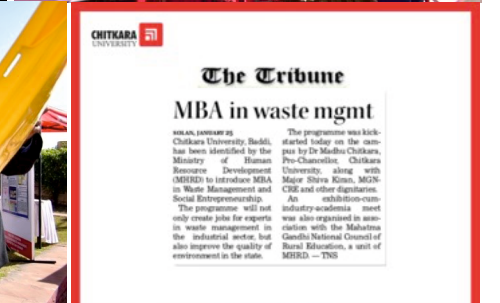 CHITKARA
UNIVERSITY
The Tribune
MBA in waste mgmt
SOLAN, JANUARY 25
Chitkara University, Baddi,
has been identified by the
Ministry of Human
Resource Development
(MHRD) to introduce MBA
in Waste Management and
Social Entrepreneurship.
The programme will not
only create jobs for experts
in waste management in
the industrial sector, but
also improve the quality of
environment in the state.
The programme was kick-
started today on the cam-
pus by Dr Madhu Chitkara,
Pro-Chancellor, Chitkara
University, along with
Major Shiva Kiran, MGN-
CRE and other dignitaries.
An exhibition-cum-
industry-academia meet
was also organised in asso-
ciation with the Mahatma
Gandhi National Council of
Rural Education, a unit of
MHRD. — TNS